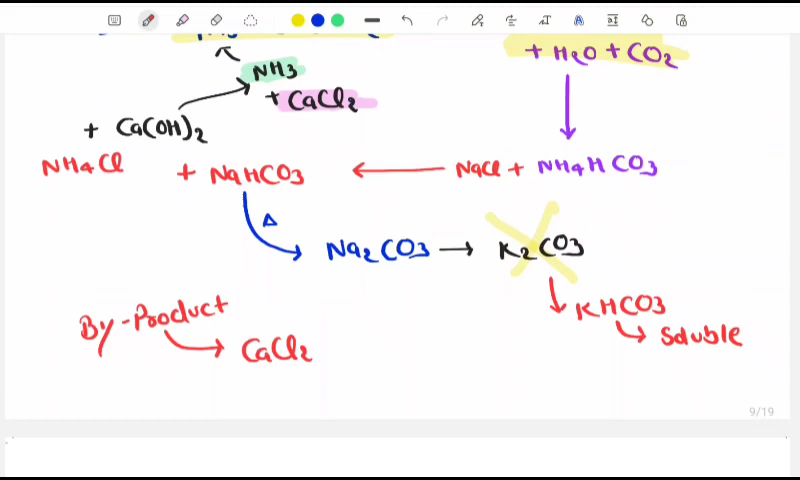 + H2O + CO2
NH3
+ CaCl2
+ Ca(OH)2
NH4Cl + NaHCO3 ← NaCl + NH4HCO3
Δ
Na2CO3 → K2CO3
KHCO3
By-Product
Soluble
CaCl2
9/19